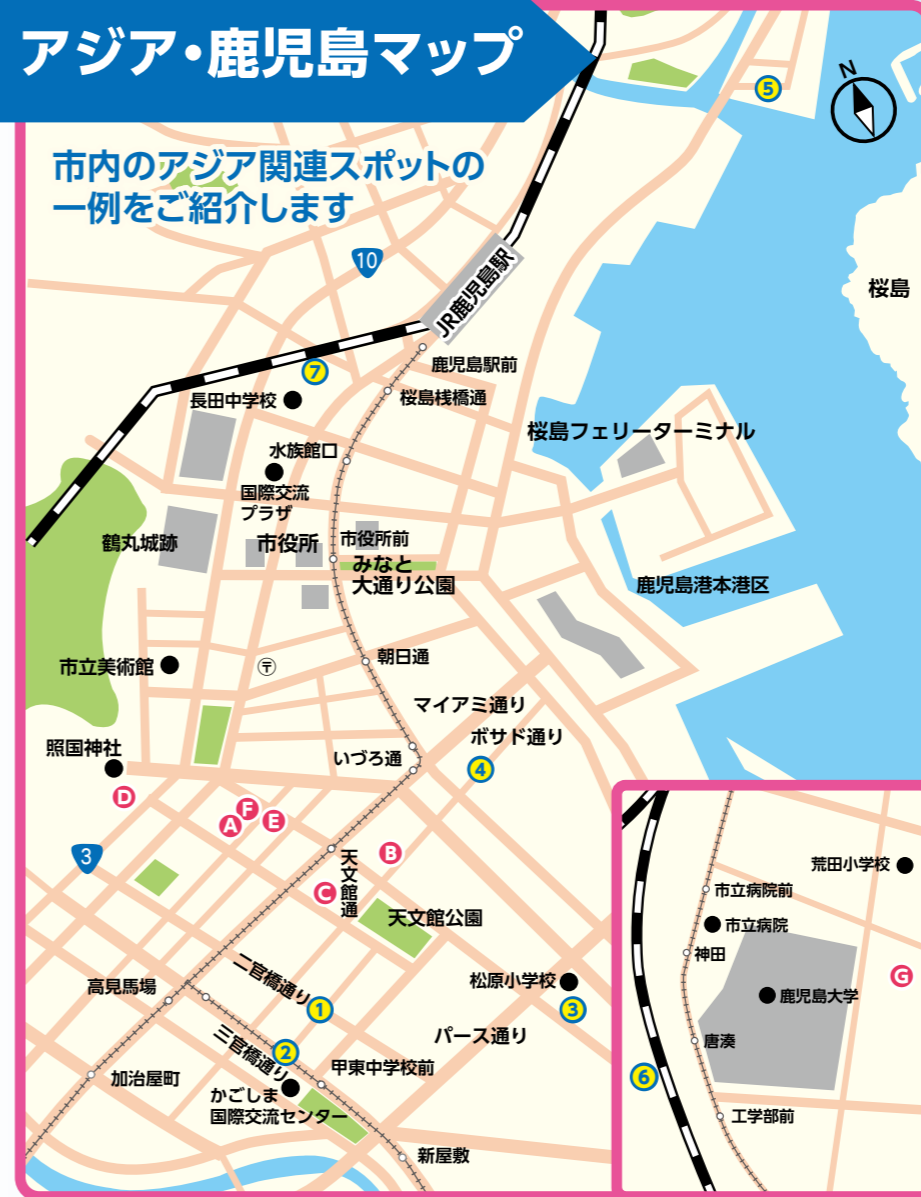 アジア・鹿児島マップ
市内のアジア関連スポットの
一例をご紹介します
N
5
10
JR鹿児島駅
桜島
鹿児島駅前
7
長田中学校
桜島桟橋通
桜島フェリーターミナル
水族館口
国際交流
プラザ
鶴丸城跡
市役所
市役所前
みなと
大通り公園
鹿児島港本港区
市立美術館
〒
朝日通
マイアミ通り
ボサド通り
照国神社
いづろ通
4
D
F
A
E
B
3
天文館通
C
天文館公園
二官橋通り
高見馬場
松原小学校
1
3
三官橋通り
2
パース通り
甲東中学校前
加治屋町
かごしま
国際交流センター
新屋敷
荒田小学校
市立病院前
市立病院
神田
G
鹿児島大学
唐湊
6
工学部前